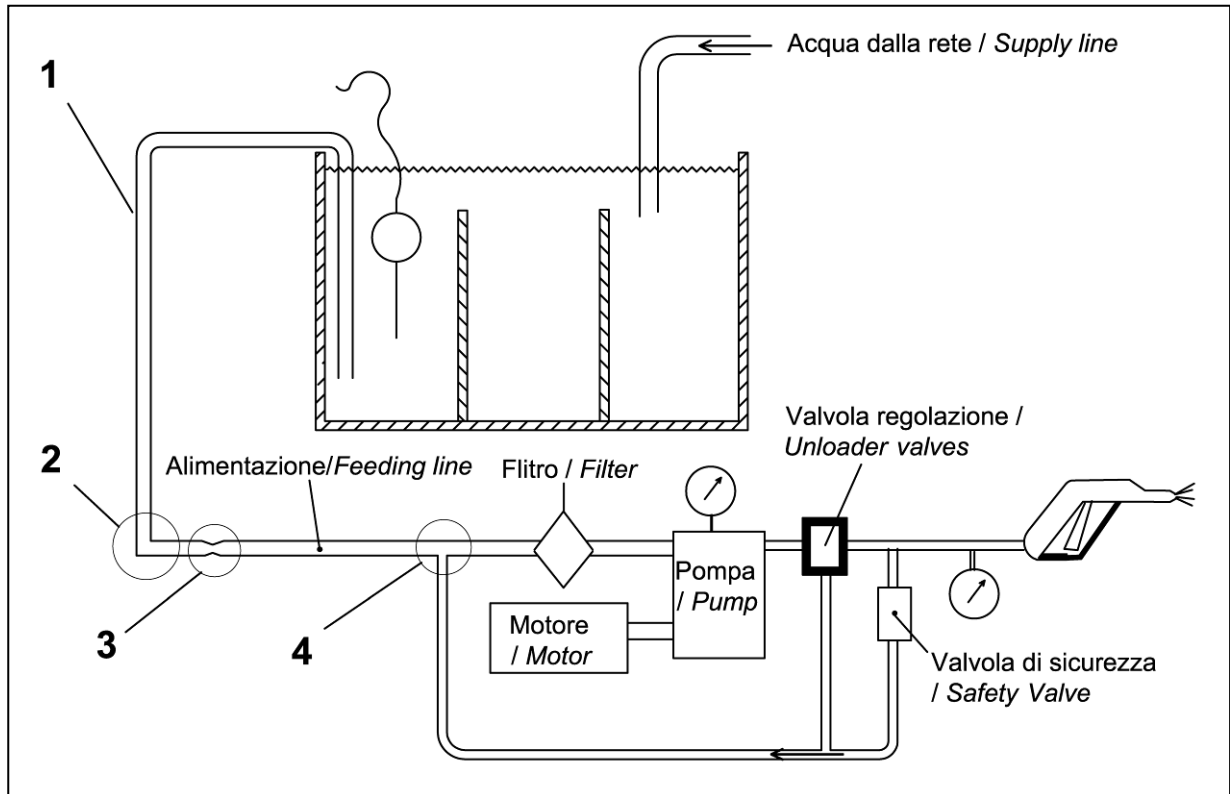 Acqua dalla rete / Supply line
1
Valvola regolazione /
Unloader valves
2
Alimentazione/Feeding line
Flitro / Filter
3
4
Pompa
/ Pump
Motore
/ Motor
Valvola di sicurezza
/ Safety Valve